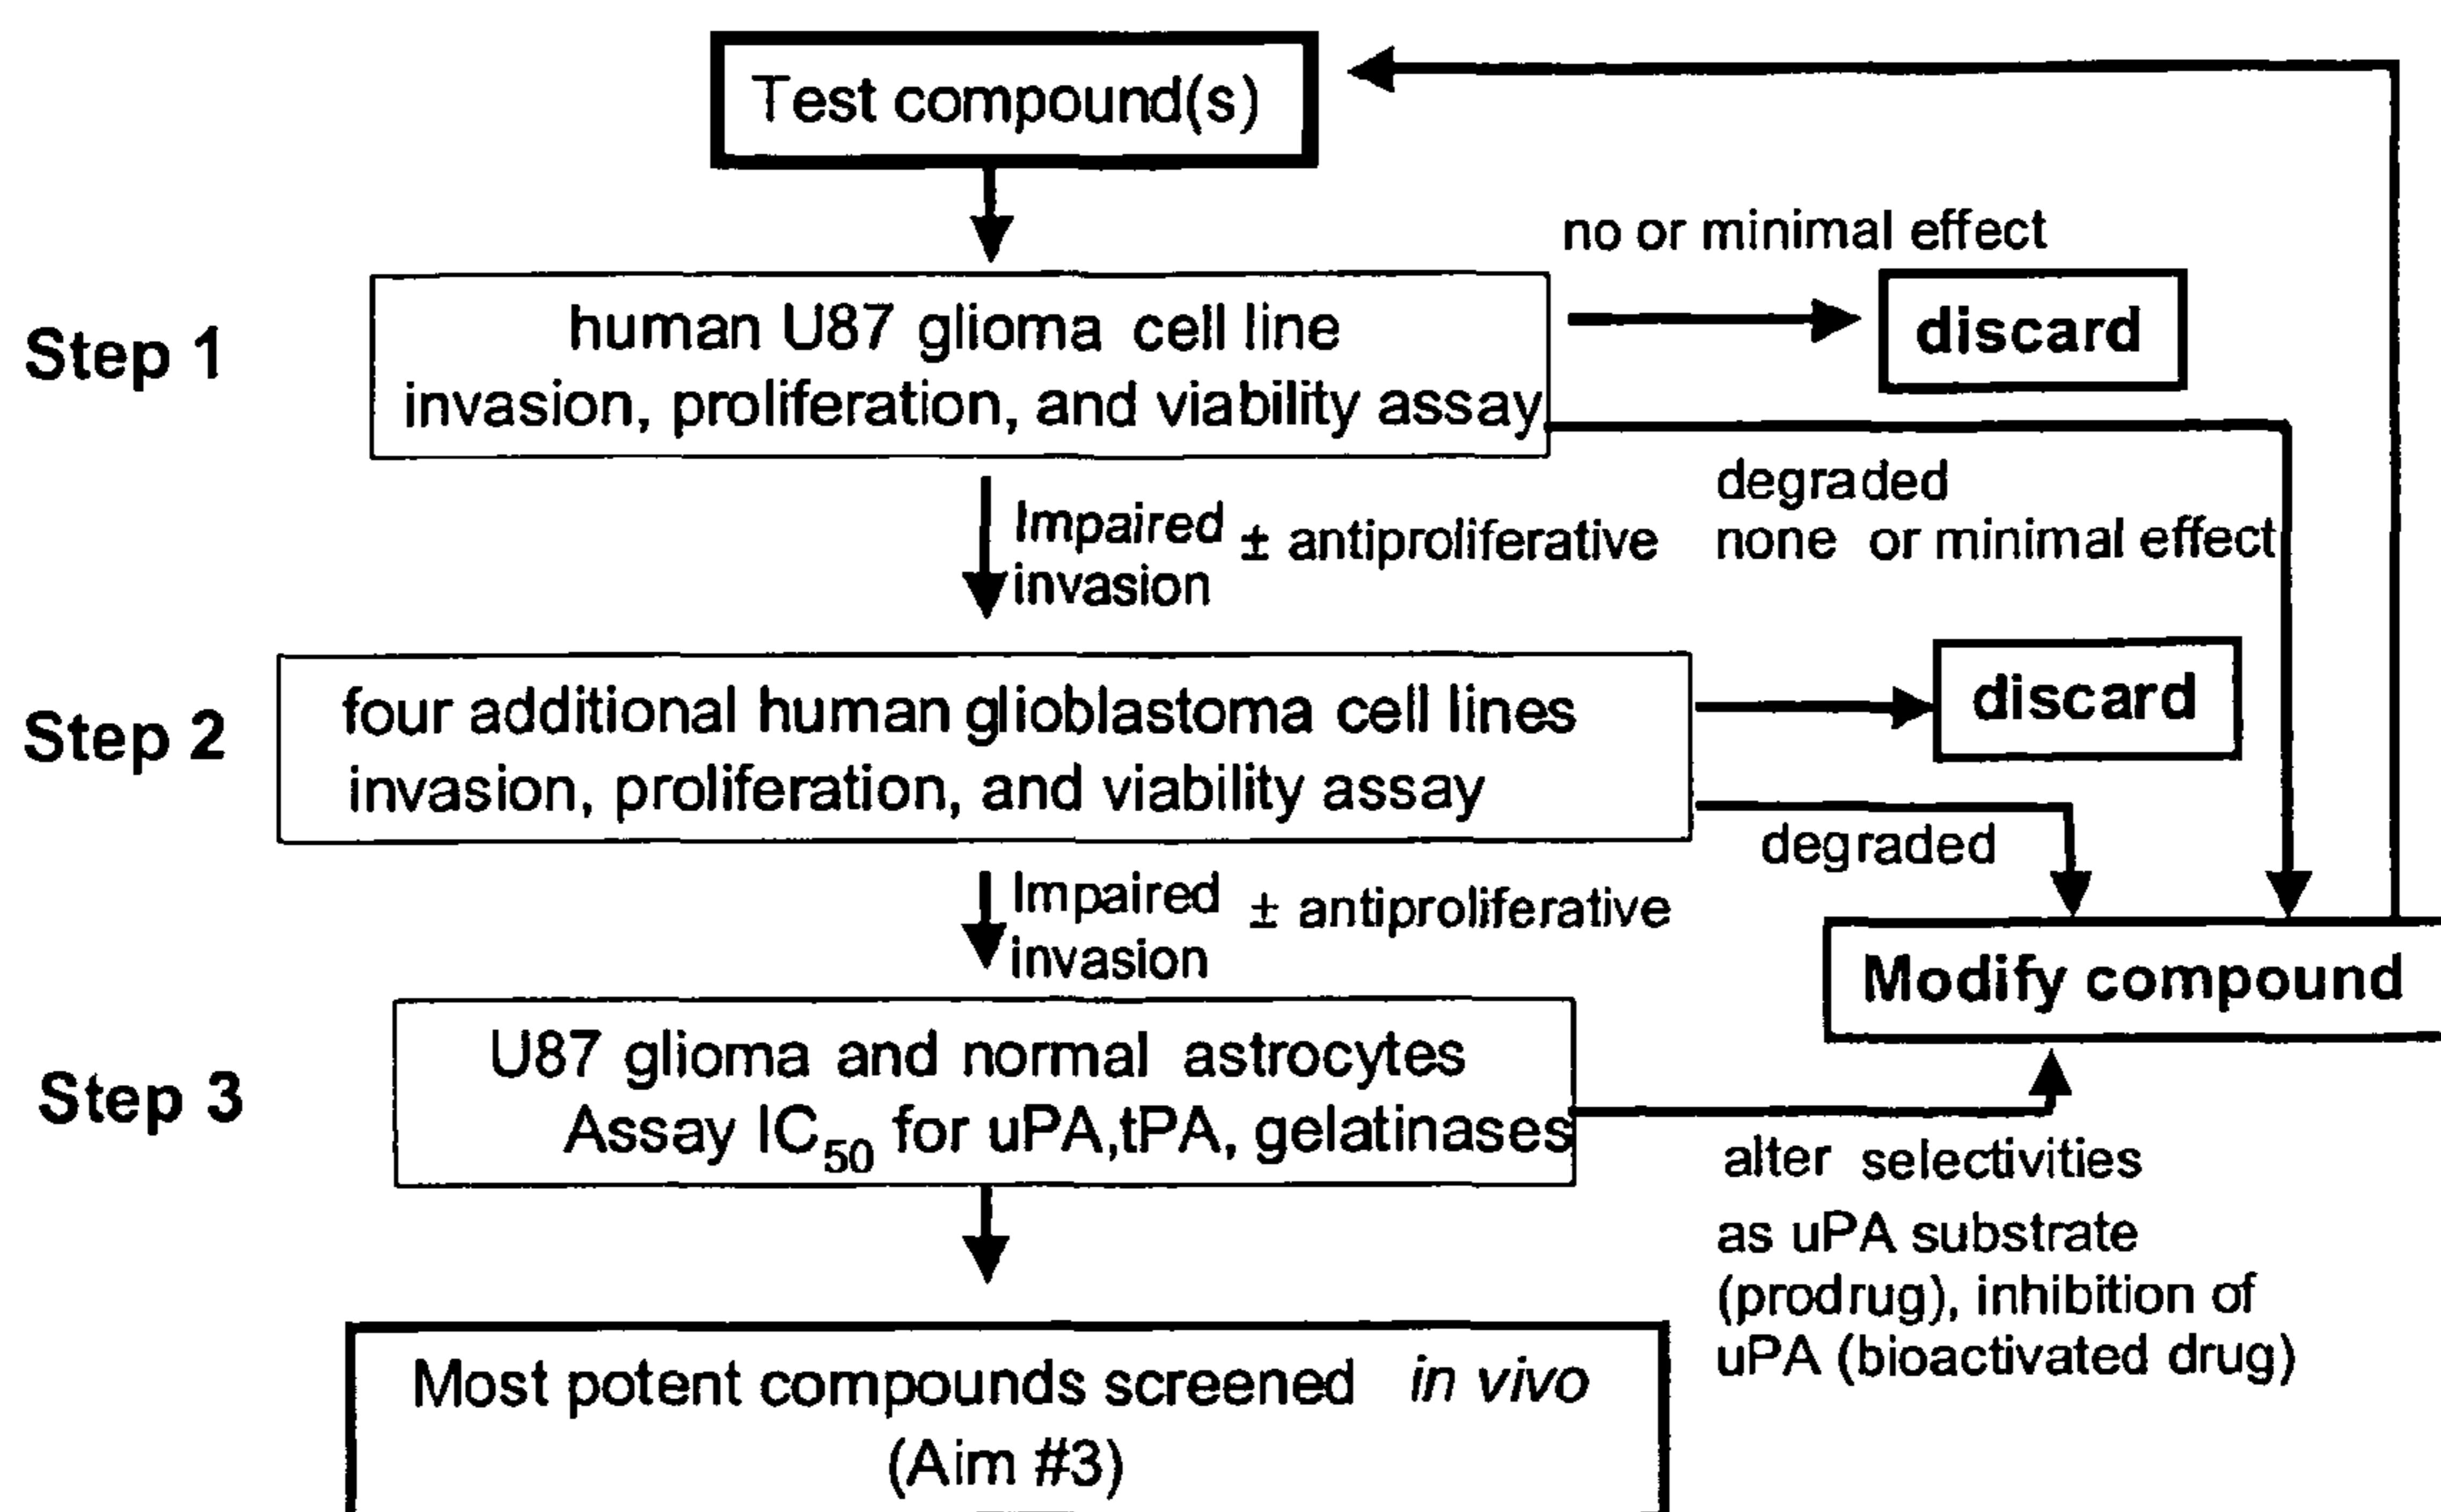 Test compound(s)
no or minimal effect
discard
Step 1
human U87 glioma cell line
invasion, proliferation, and viability assay
degraded
none or minimal effect
Impaired ± antiproliferative
invasion
Step 2
four additional human glioblastoma cell lines
invasion, proliferation, and viability assay
discard
degraded
Impaired ± antiproliferative
invasion
Modify compound
Step 3
U87 glioma and normal astrocytes
Assay IC50 for uPA,tPA, gelatinases
alter selectivities
as uPA substrate
(prodrug), inhibition of
uPA (bioactivated drug)
Most potent compounds screened in vivo
(Aim #3)